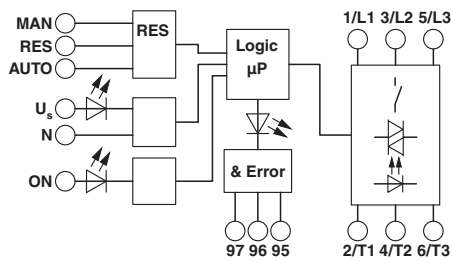 MAN
RES
AUTO
RES
Us
N
ON
Logic
µP
& Error
97 96 95
1/L1 3/L2 5/L3
2/T1 4/T2 6/T3